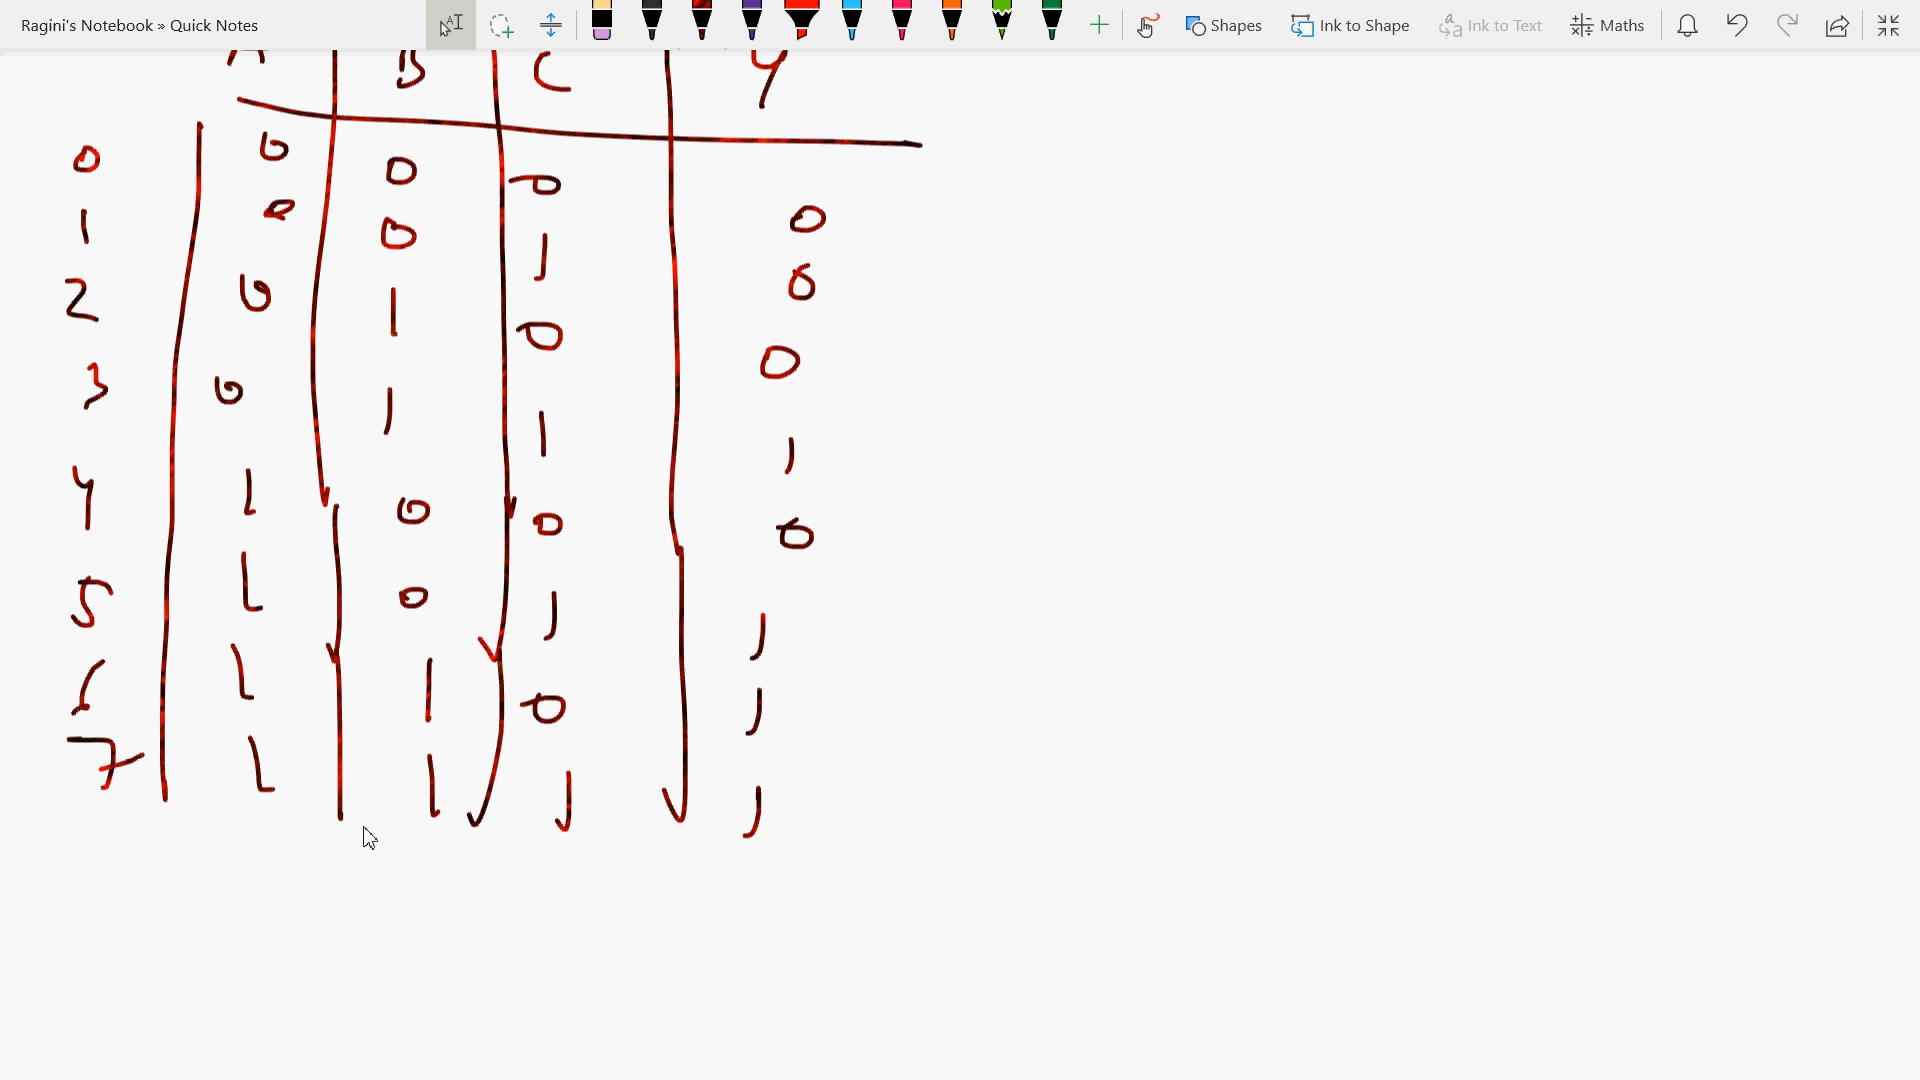 Ragini's Notebook » Quick Notes Shapes Ink to Shape Ink to Text Maths
A B C Y
0 0 0 0 0
1 0 0 1 0
2 0 1 0 0
3 0 1 1 1
4 1 0 0 0
5 1 0 1 1
6 1 1 0 1
7 1 1 1 1